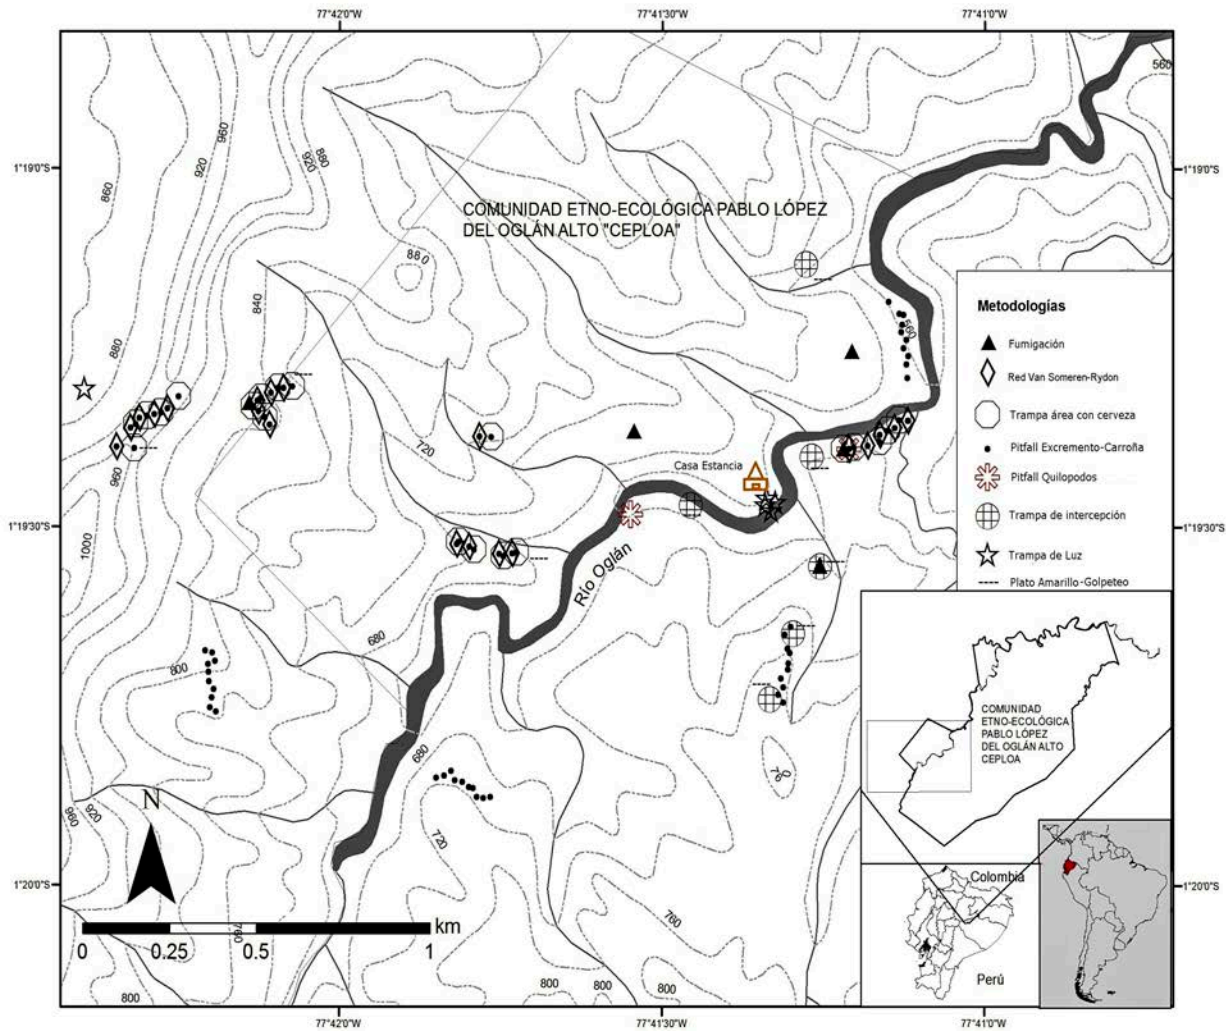 77°42'0"W
77°41'30"W
77°41'0"W
560
1°19'0"S
1°19'0"S
960
920
880
920
860
COMUNIDAD ETNO-ECOLÓGICA PABLO LÓPEZ
DEL OGLÁN ALTO "CEPLOA"
880
840
880
560
Metodologías
Fumigación
Red Van Someren-Rydon
Trampa área con cerveza
Pitfall Excremento-Carroña
Pitfall Quilopodos
Trampa de intercepción
Trampa de Luz
Plato Amarillo-Golpeteo
720
Casa Estancia
960
1°19'30"S
1°19'30"S
1000
Río Oglán
680
800
680
760
COMUNIDAD
ETNO-ECOLÓGICA
PABLO LÓPEZ
DEL OGLÁN ALTO
CEPLOA
N
960
920
720
1°20'0"S
1°20'0"S
Colombia
760
km
0
0.25
760
0.5
1
Perú
800
800
800
800
77°42'0"W
77°41'30"W
77°41'0"W